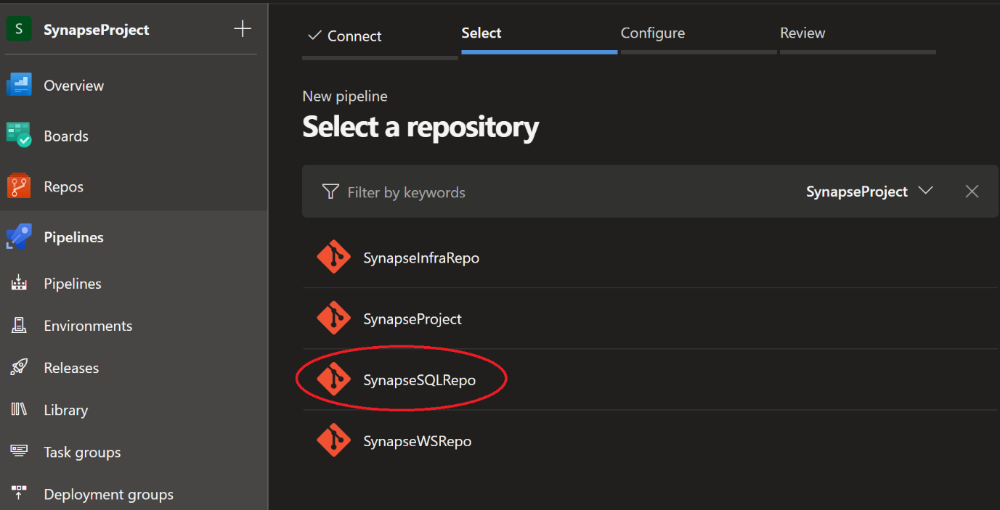 S
SynapseProject
Overview
Boards
Repos
Pipelines
Pipelines
Environments
Releases
Library
Task groups
Deployment groups
Connect
Select
Configure
Review
New pipeline
Select a repository
Filter by keywords
SynapseProject
SynapseInfraRepo
SynapseProject
SynapseSQLRepo
SynapseWSRepo